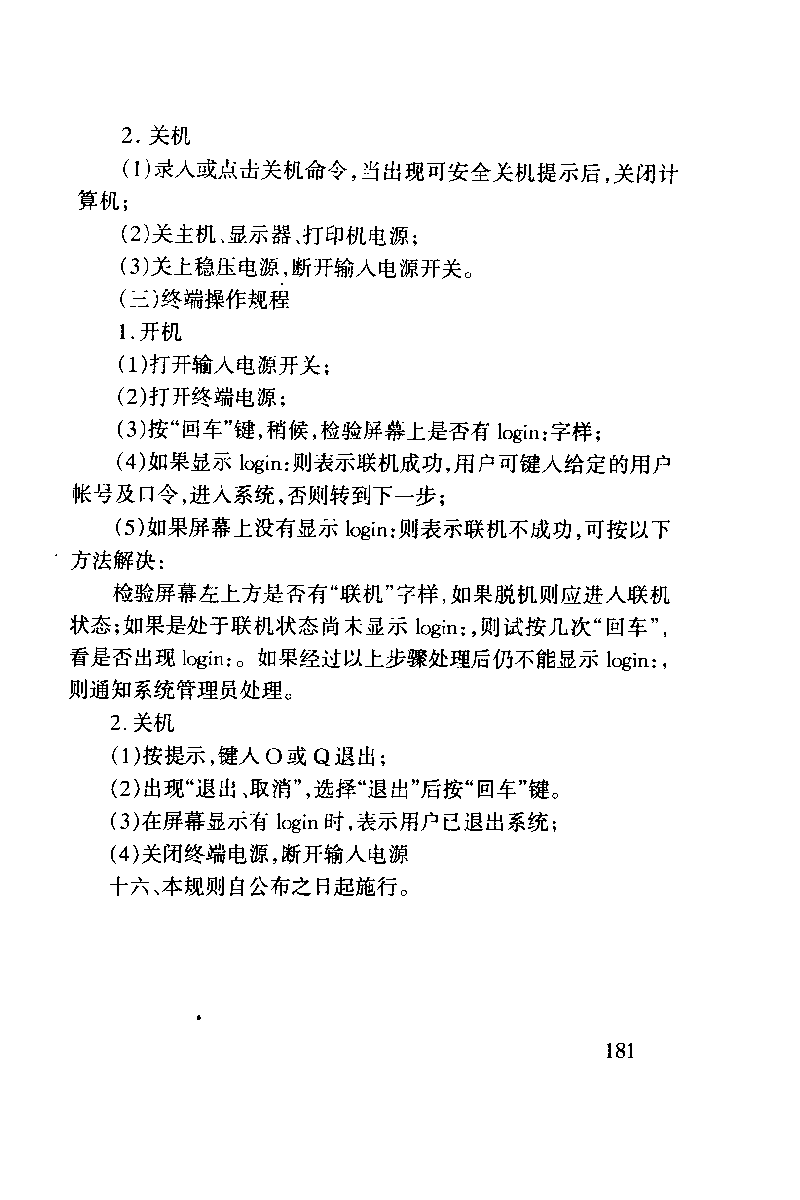 2. 关机
(1)录入或点击关机命令,当出现可安全关机提示后,关闭计
算机;
(2)关主机、显示器、打印机电源;
(3)关上稳压电源,断开输入电源开关。
(三)终端操作规程
1.开机
(1)打开输入电源开关;
(2)打开终端电源;
(3)按“回车”键,稍候,检验屏幕上是否有 login:字样;
(4)如果显示 login:则表示联机成功,用户可键入给定的用户
帐号及口令,进入系统,否则转到下一步;
(5)如果屏幕上没有显示 login:则表示联机不成功,可按以下
方法解决:
检验屏幕左上方是否有“联机”字样,如果脱机则应进入联机
状态;如果是处于联机状态尚未显示 login:,则试按几次“回车”,
看是否出现 login:。如果经过以上步骤处理后仍不能显示 login:,
则通知系统管理员处理。
2.关机
(1)按提示,键入 O 或 Q 退出;
(2)出现“退出、取消”,选择“退出”后按“回车”键。
(3)在屏幕显示有 login 时,表示用户已退出系统;
(4)关闭终端电源,断开输入电源
十六、本规则自公布之日起施行。
181